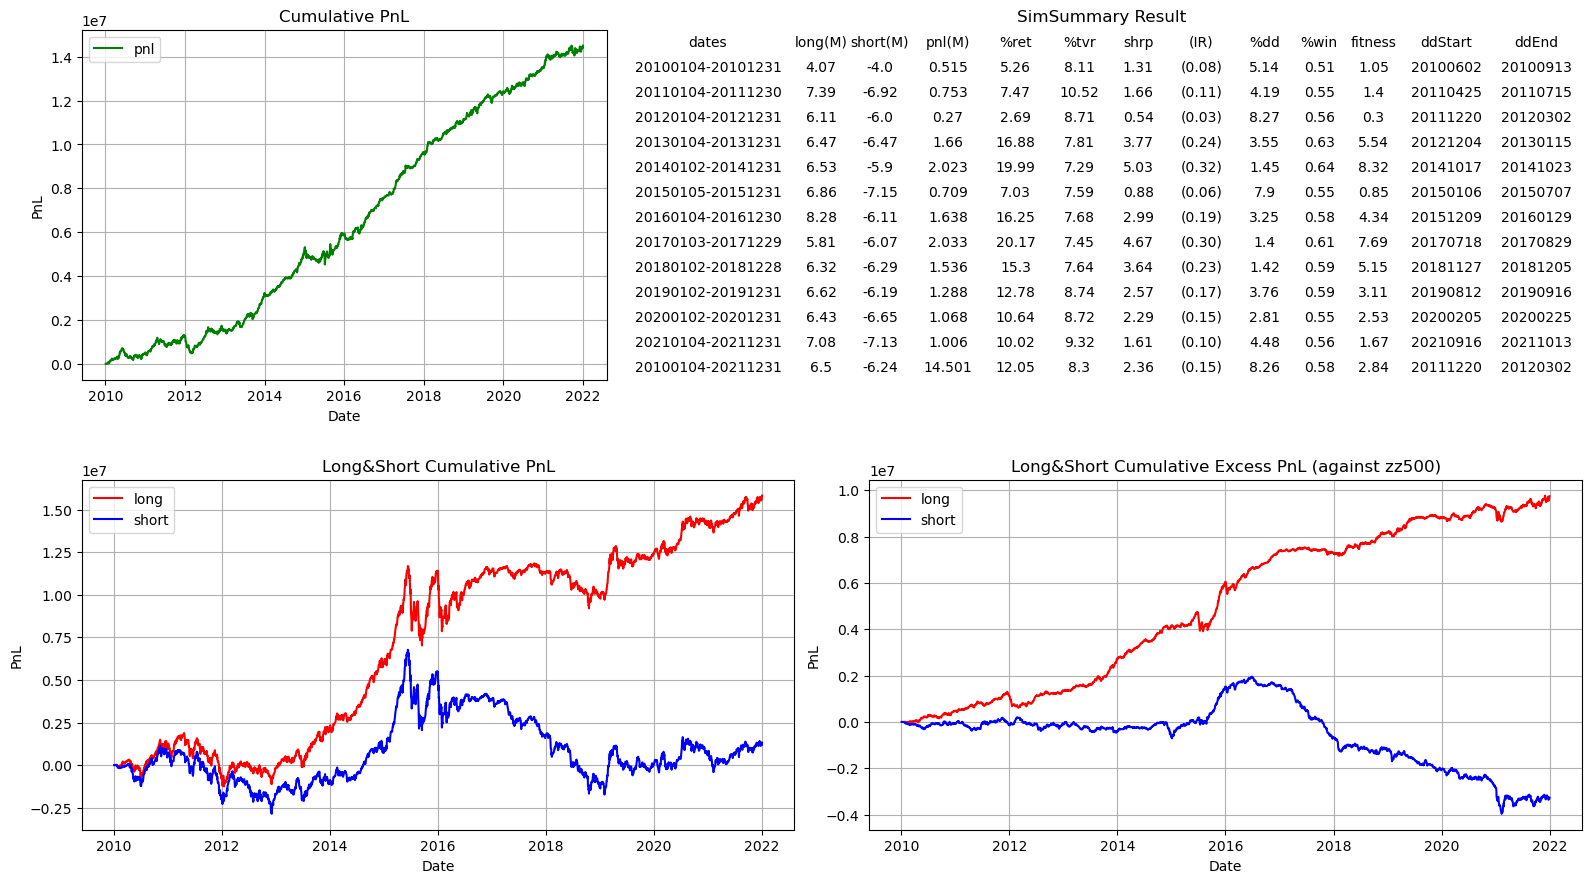 Cumulative PnL
1e7
pnl
1.4
1.2
1.0
0.8
0.6
0.4
0.2
0.0
PnL
2010 2012 2014 2016 2018 2020 2022
Date
SimSummary Result
dates long(M) short(M) pnl(M) %ret %tvr shrp (IR) %dd %win fitness ddStart ddEnd
20100104-20101231 4.07 -4.0 0.515 5.26 8.11 1.31 (0.08) 5.14 0.51 1.05 20100602 20100913
20110104-20111230 7.39 -6.92 0.753 7.47 10.52 1.66 (0.11) 4.19 0.55 1.4 20110425 20110715
20120104-20121231 6.11 -6.0 0.27 2.69 8.71 0.54 (0.03) 8.27 0.56 0.3 20111220 20120302
20130104-20131231 6.47 -6.47 1.66 16.88 7.81 3.77 (0.24) 3.55 0.63 5.54 20121204 20130115
20140102-20141231 6.53 -5.9 2.023 19.99 7.29 5.03 (0.32) 1.45 0.64 8.32 20141017 20141023
20150105-20151231 6.86 -7.15 0.709 7.03 7.59 0.88 (0.06) 7.9 0.55 0.85 20150106 20150707
20160104-20161230 8.28 -6.11 1.638 16.25 7.68 2.99 (0.19) 3.25 0.58 4.34 20151209 20160129
20170103-20171229 5.81 -6.07 2.033 20.17 7.45 4.67 (0.30) 1.4 0.61 7.69 20170718 20170829
20180102-20181228 6.32 -6.29 1.536 15.3 7.64 3.64 (0.23) 1.42 0.59 5.15 20181127 20181205
20190102-20191231 6.62 -6.19 1.288 12.78 8.74 2.57 (0.17) 3.76 0.59 3.11 20190812 20190916
20200102-20201231 6.43 -6.65 1.068 10.64 8.72 2.29 (0.15) 2.81 0.55 2.53 20200205 20200225
20210104-20211231 7.08 -7.13 1.006 10.02 9.32 1.61 (0.10) 4.48 0.56 1.67 20210916 20211013
20100104-20211231 6.5 -6.24 14.501 12.05 8.3 2.36 (0.15) 8.26 0.58 2.84 20111220 20120302
Long&Short Cumulative PnL
1e7
long
short
1.50
1.25
1.00
0.75
0.50
0.25
0.00
−0.25
PnL
2010 2012 2014 2016 2018 2020 2022
Date
Long&Short Cumulative Excess PnL (against zz500)
1e7
long
short
1.0
0.8
0.6
0.4
0.2
0.0
−0.2
−0.4
PnL
2010 2012 2014 2016 2018 2020 2022
Date